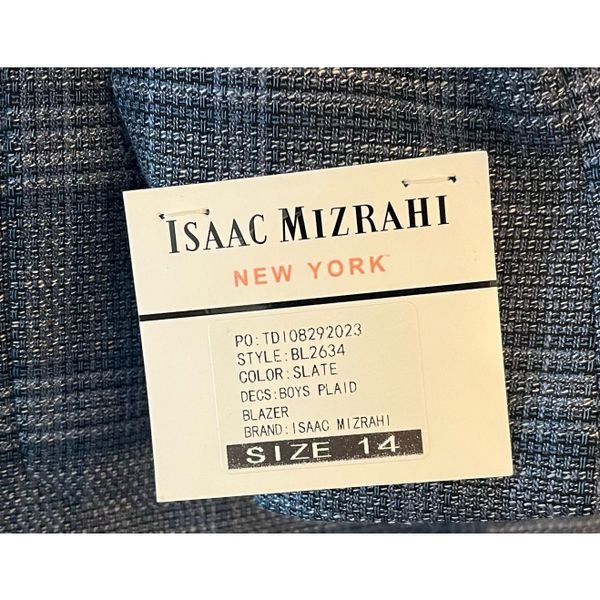 ISAAC MIZRAHI
NEW YORK™
PO:TDI08292023
STYLE:BL2634
COLOR:SLATE
DECS:BOYS PLAID
BLAZER
BRAND:ISAAC MIZRAHI
SIZE 14